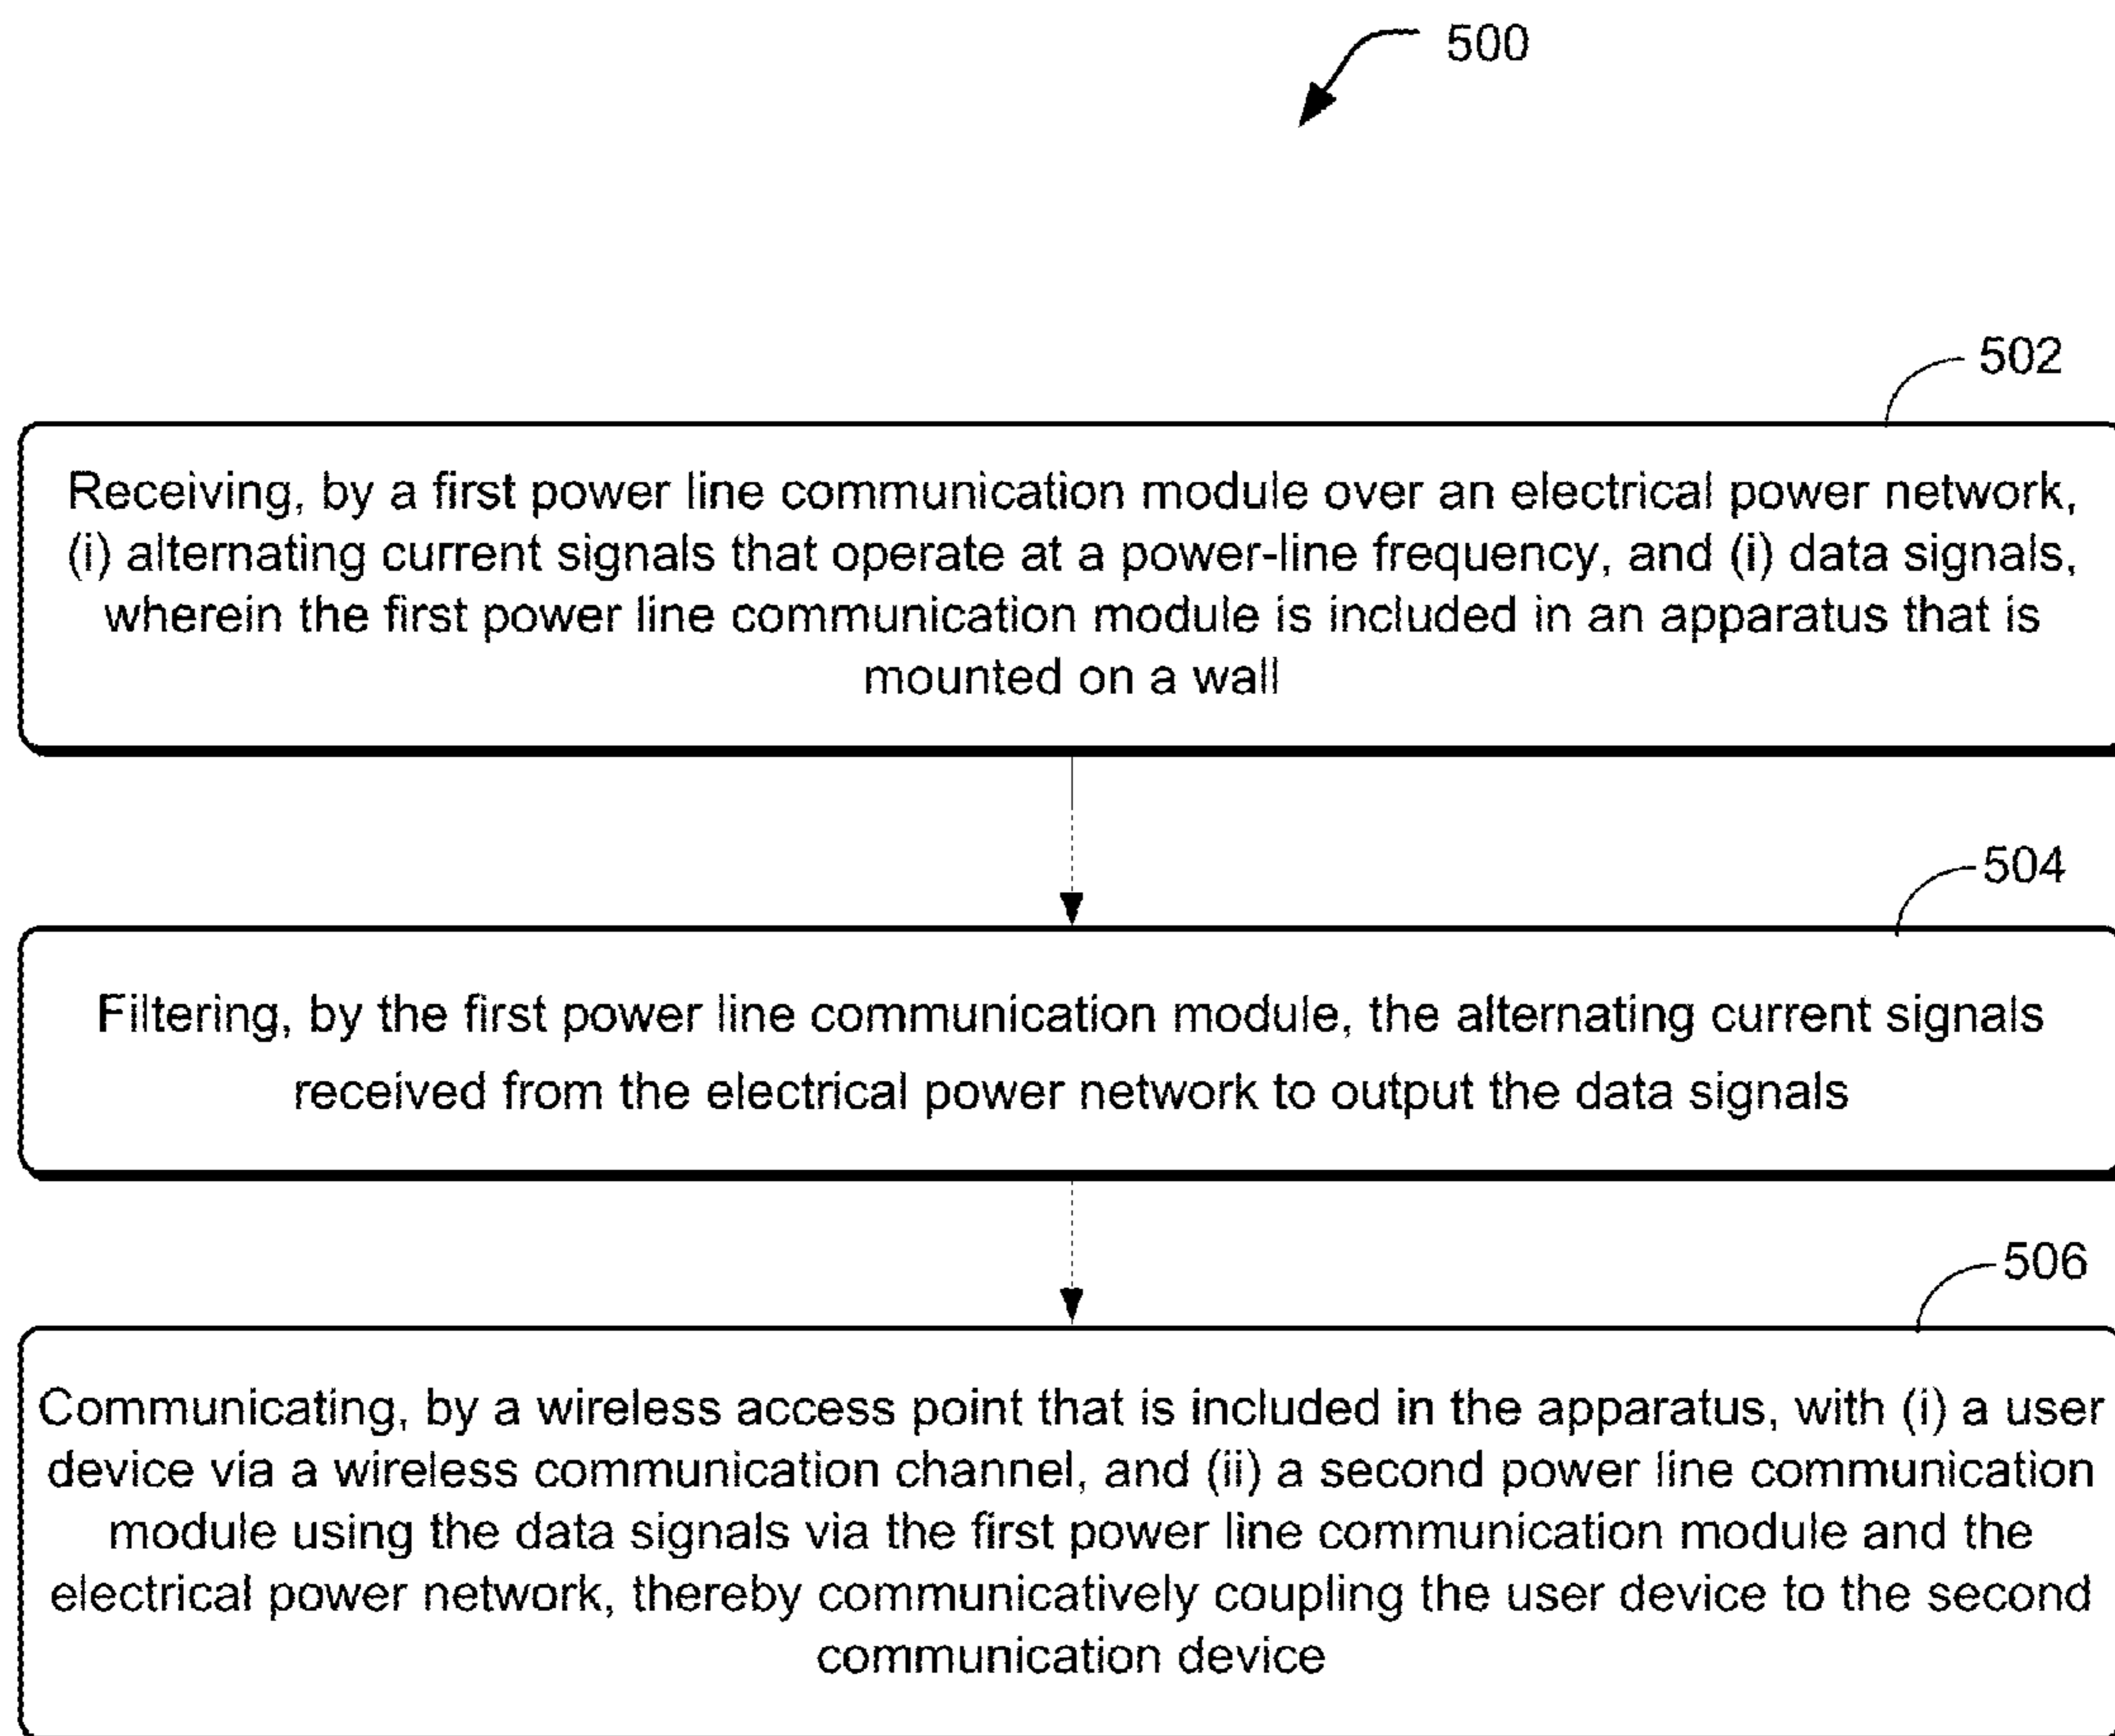 500
502
Receiving, by a first power line communication module over an electrical power network,
(i) alternating current signals that operate at a power-line frequency, and (i) data signals,
wherein the first power line communication module is included in an apparatus that is
mounted on a wall
504
Filtering, by the first power line communication module, the alternating current signals
received from the electrical power network to output the data signals
506
Communicating, by a wireless access point that is included in the apparatus, with (i) a user
device via a wireless communication channel, and (ii) a second power line communication
module using the data signals via the first power line communication module and the
electrical power network, thereby communicatively coupling the user device to the second
communication device